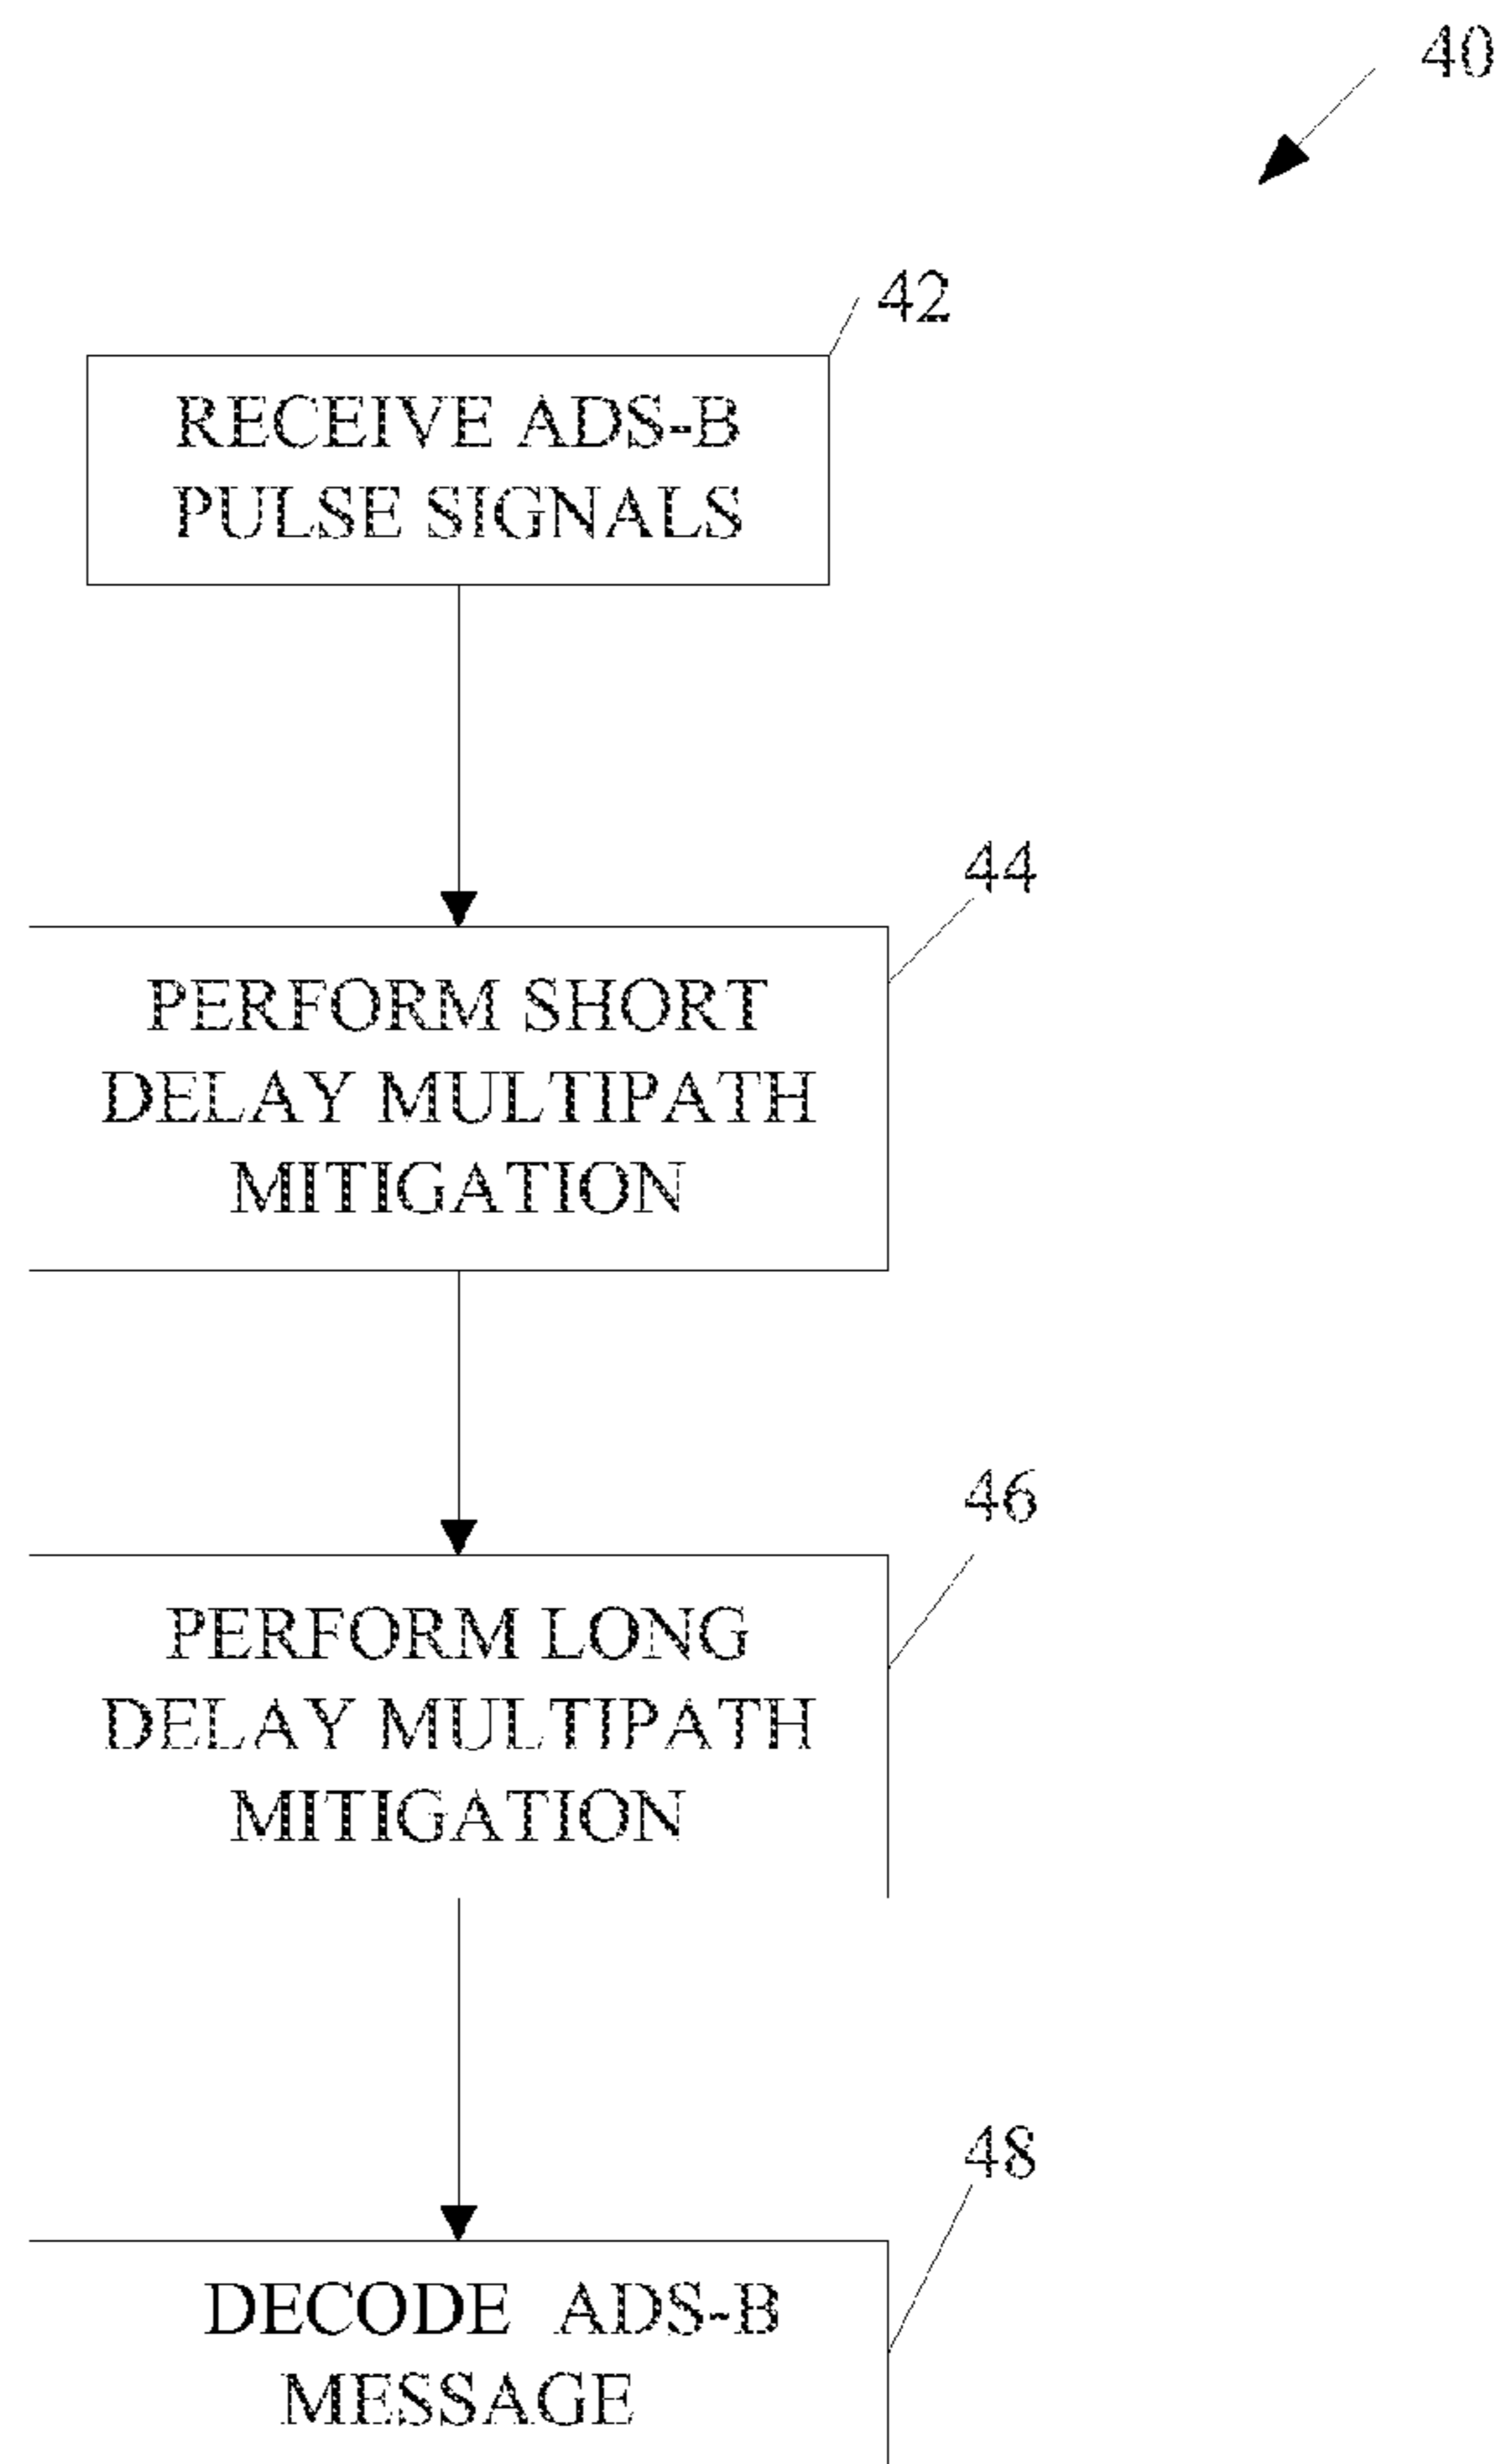 40
42
RECEIVE ADS-B
PULSE SIGNALS
44
PERFORM SHORT
DELAY MULTIPATH
MITIGATION
46
PERFORM LONG
DELAY MULTIPATH
MITIGATION
48
DECODE ADS-B
MESSAGE